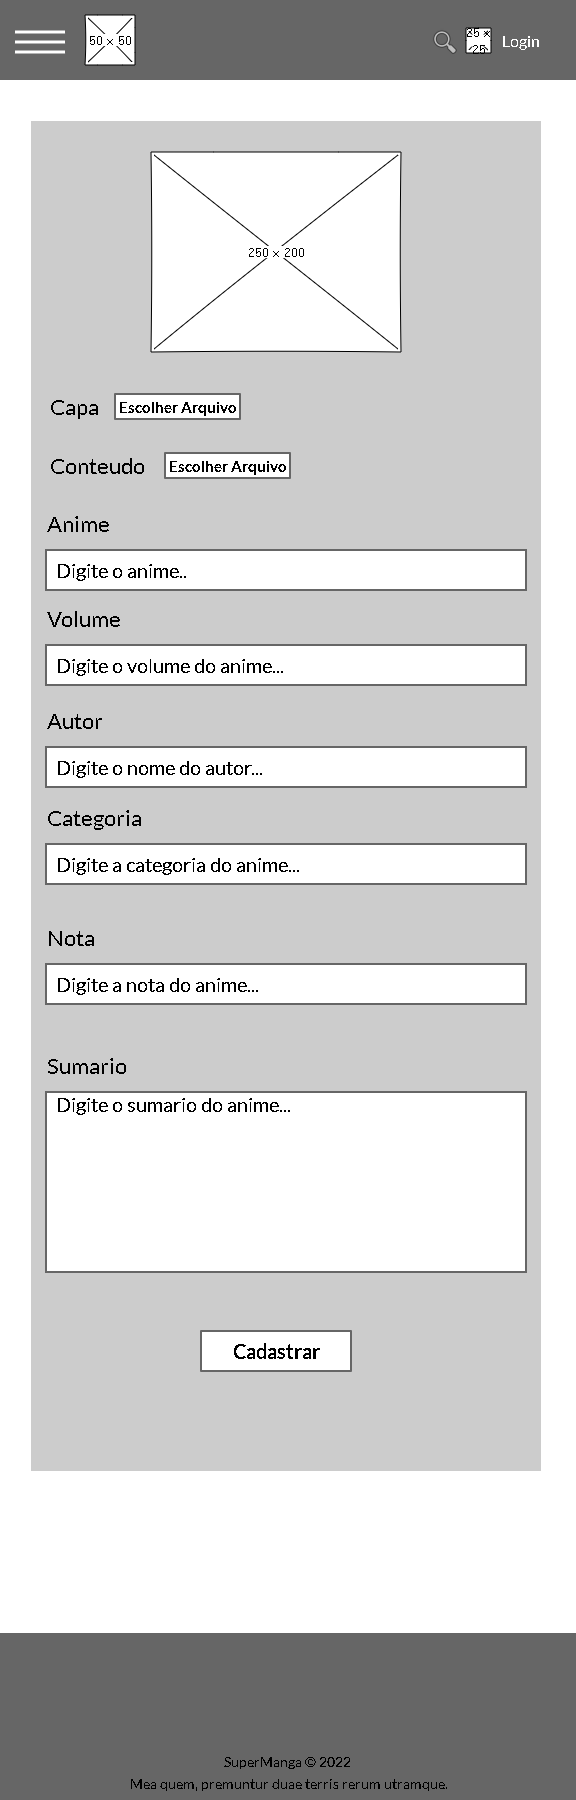 50 x 50
25 x
25
Login
250 x 200
Capa
Escolher Arquivo
Conteudo
Escolher Arquivo
Anime
Digite o anime..
Volume
Digite o volume do anime...
Autor
Digite o nome do autor...
Categoria
Digite a categoria do anime...
Nota
Digite a nota do anime...
Sumario
Digite o sumario do anime...
Cadastrar
SuperManga © 2022
Mea quem, premuntur duae terris rerum utramque.